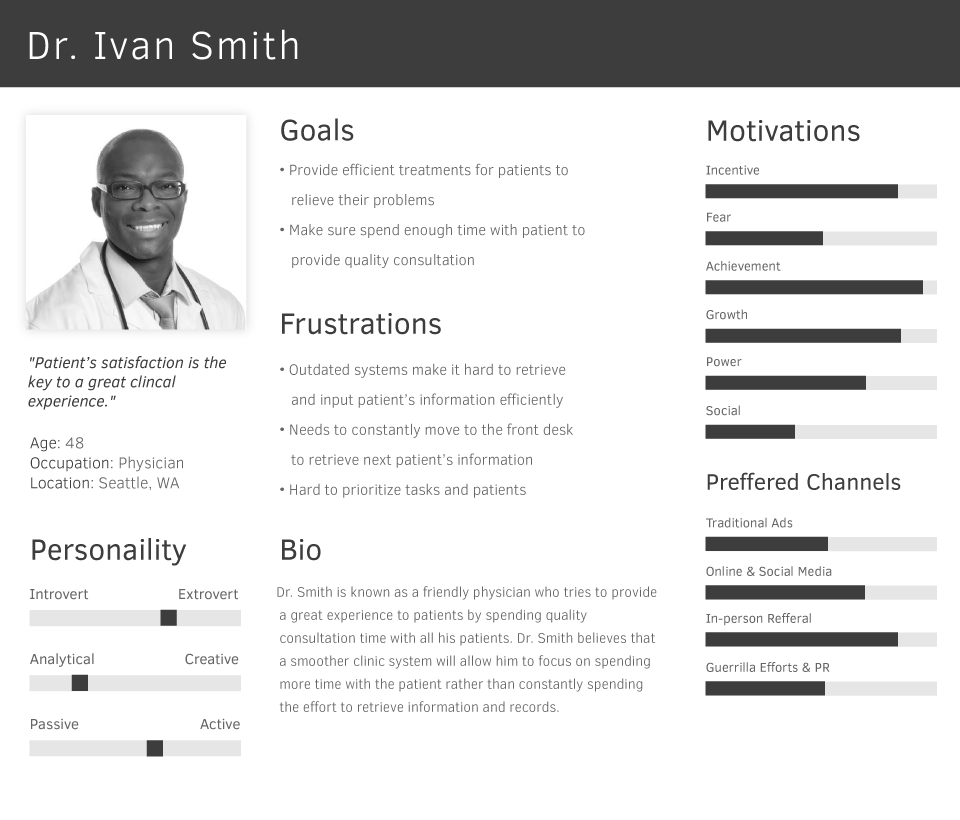 Dr. Ivan Smith
"Patient's satisfaction is the
key to a great clincal
experience."
Age: 48
Occupation: Physician
Location: Seattle, WA
Personaility
Introvert Extrovert
Analytical Creative
Passive Active
Goals
• Provide efficient treatments for patients to
relieve their problems
• Make sure spend enough time with patient to
provide quality consultation
Frustrations
• Outdated systems make it hard to retrieve
and input patient's information efficiently
• Needs to constantly move to the front desk
to retrieve next patient's information
• Hard to prioritize tasks and patients
Bio
Dr. Smith is known as a friendly physician who tries to provide
a great experience to patients by spending quality
consultation time with all his patients. Dr. Smith believes that
a smoother clinic system will allow him to focus on spending
more time with the patient rather than constantly spending
the effort to retrieve information and records.
Motivations
Incentive
Fear
Achievement
Growth
Power
Social
Preffered Channels
Traditional Ads
Online & Social Media
In-person Refferal
Guerrilla Efforts & PR